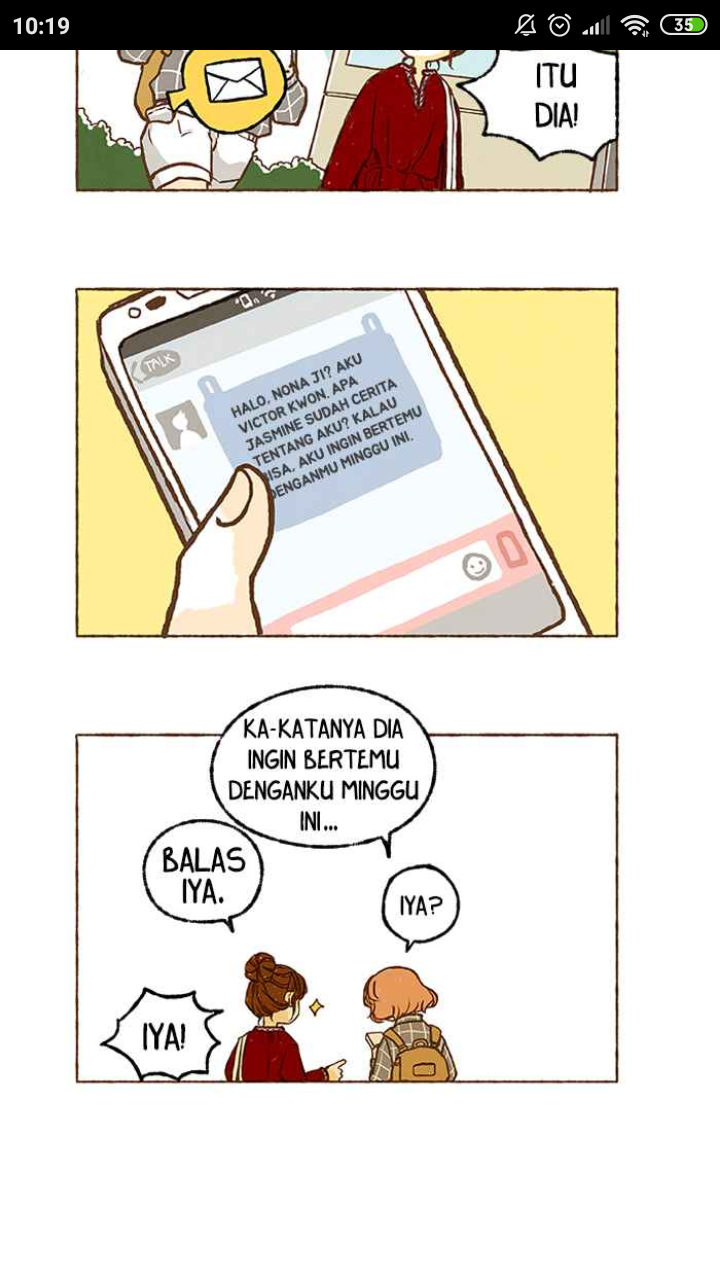 10:19
35
ITU
DIA!
TALK
HALO, NONA JI? AKU
VICTOR KWON. APA
JASMINE SUDAH CERITA
TENTANG AKU? KALAU
BISA, AKU INGIN BERTEMU
DENGANMU MINGGU INI.
KA-KATANYA DIA
INGIN BERTEMU
DENGANKU MINGGU
INI...
BALAS
IYA.
IYA?
IYA!